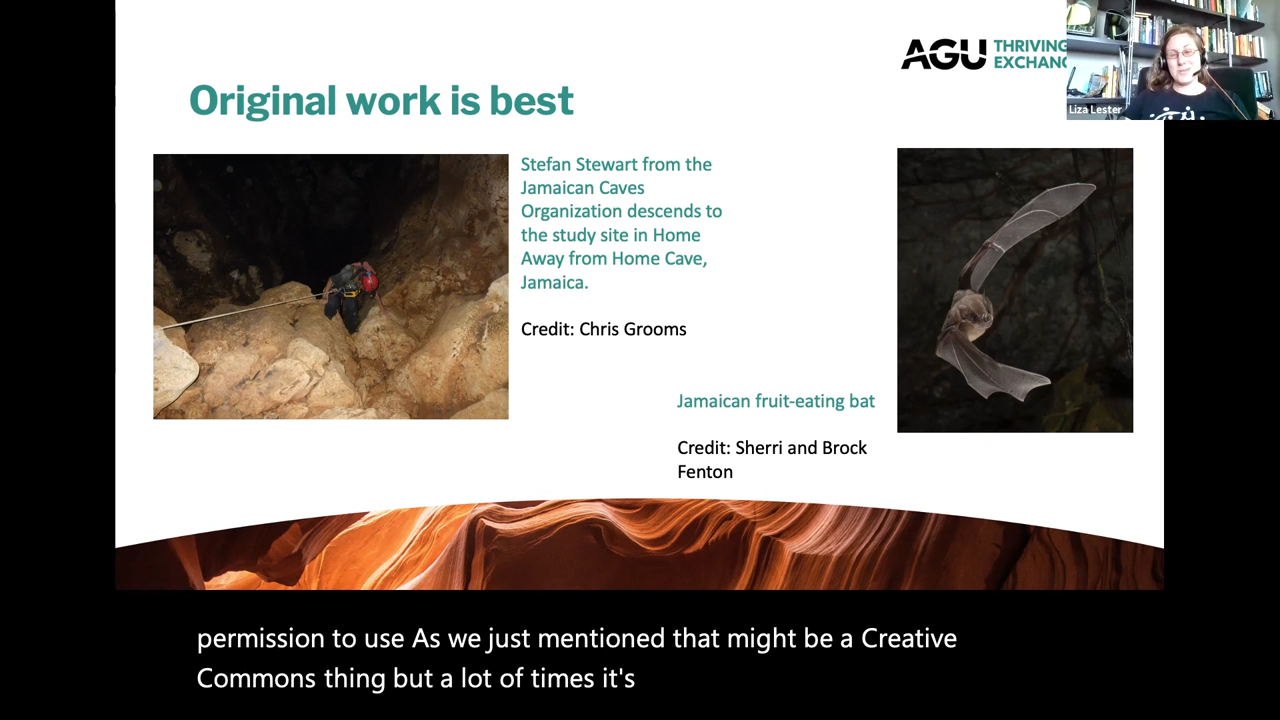 AGU THRIVING
EXCHANG
Liza Lester
Original work is best
Stefan Stewart from the
Jamaican Caves
Organization descends to
the study site in Home
Away from Home Cave,
Jamaica.
Credit: Chris Grooms
Jamaican fruit-eating bat
Credit: Sherri and Brock
Fenton
permission to use As we just mentioned that might be a Creative
Commons thing but a lot of times it's